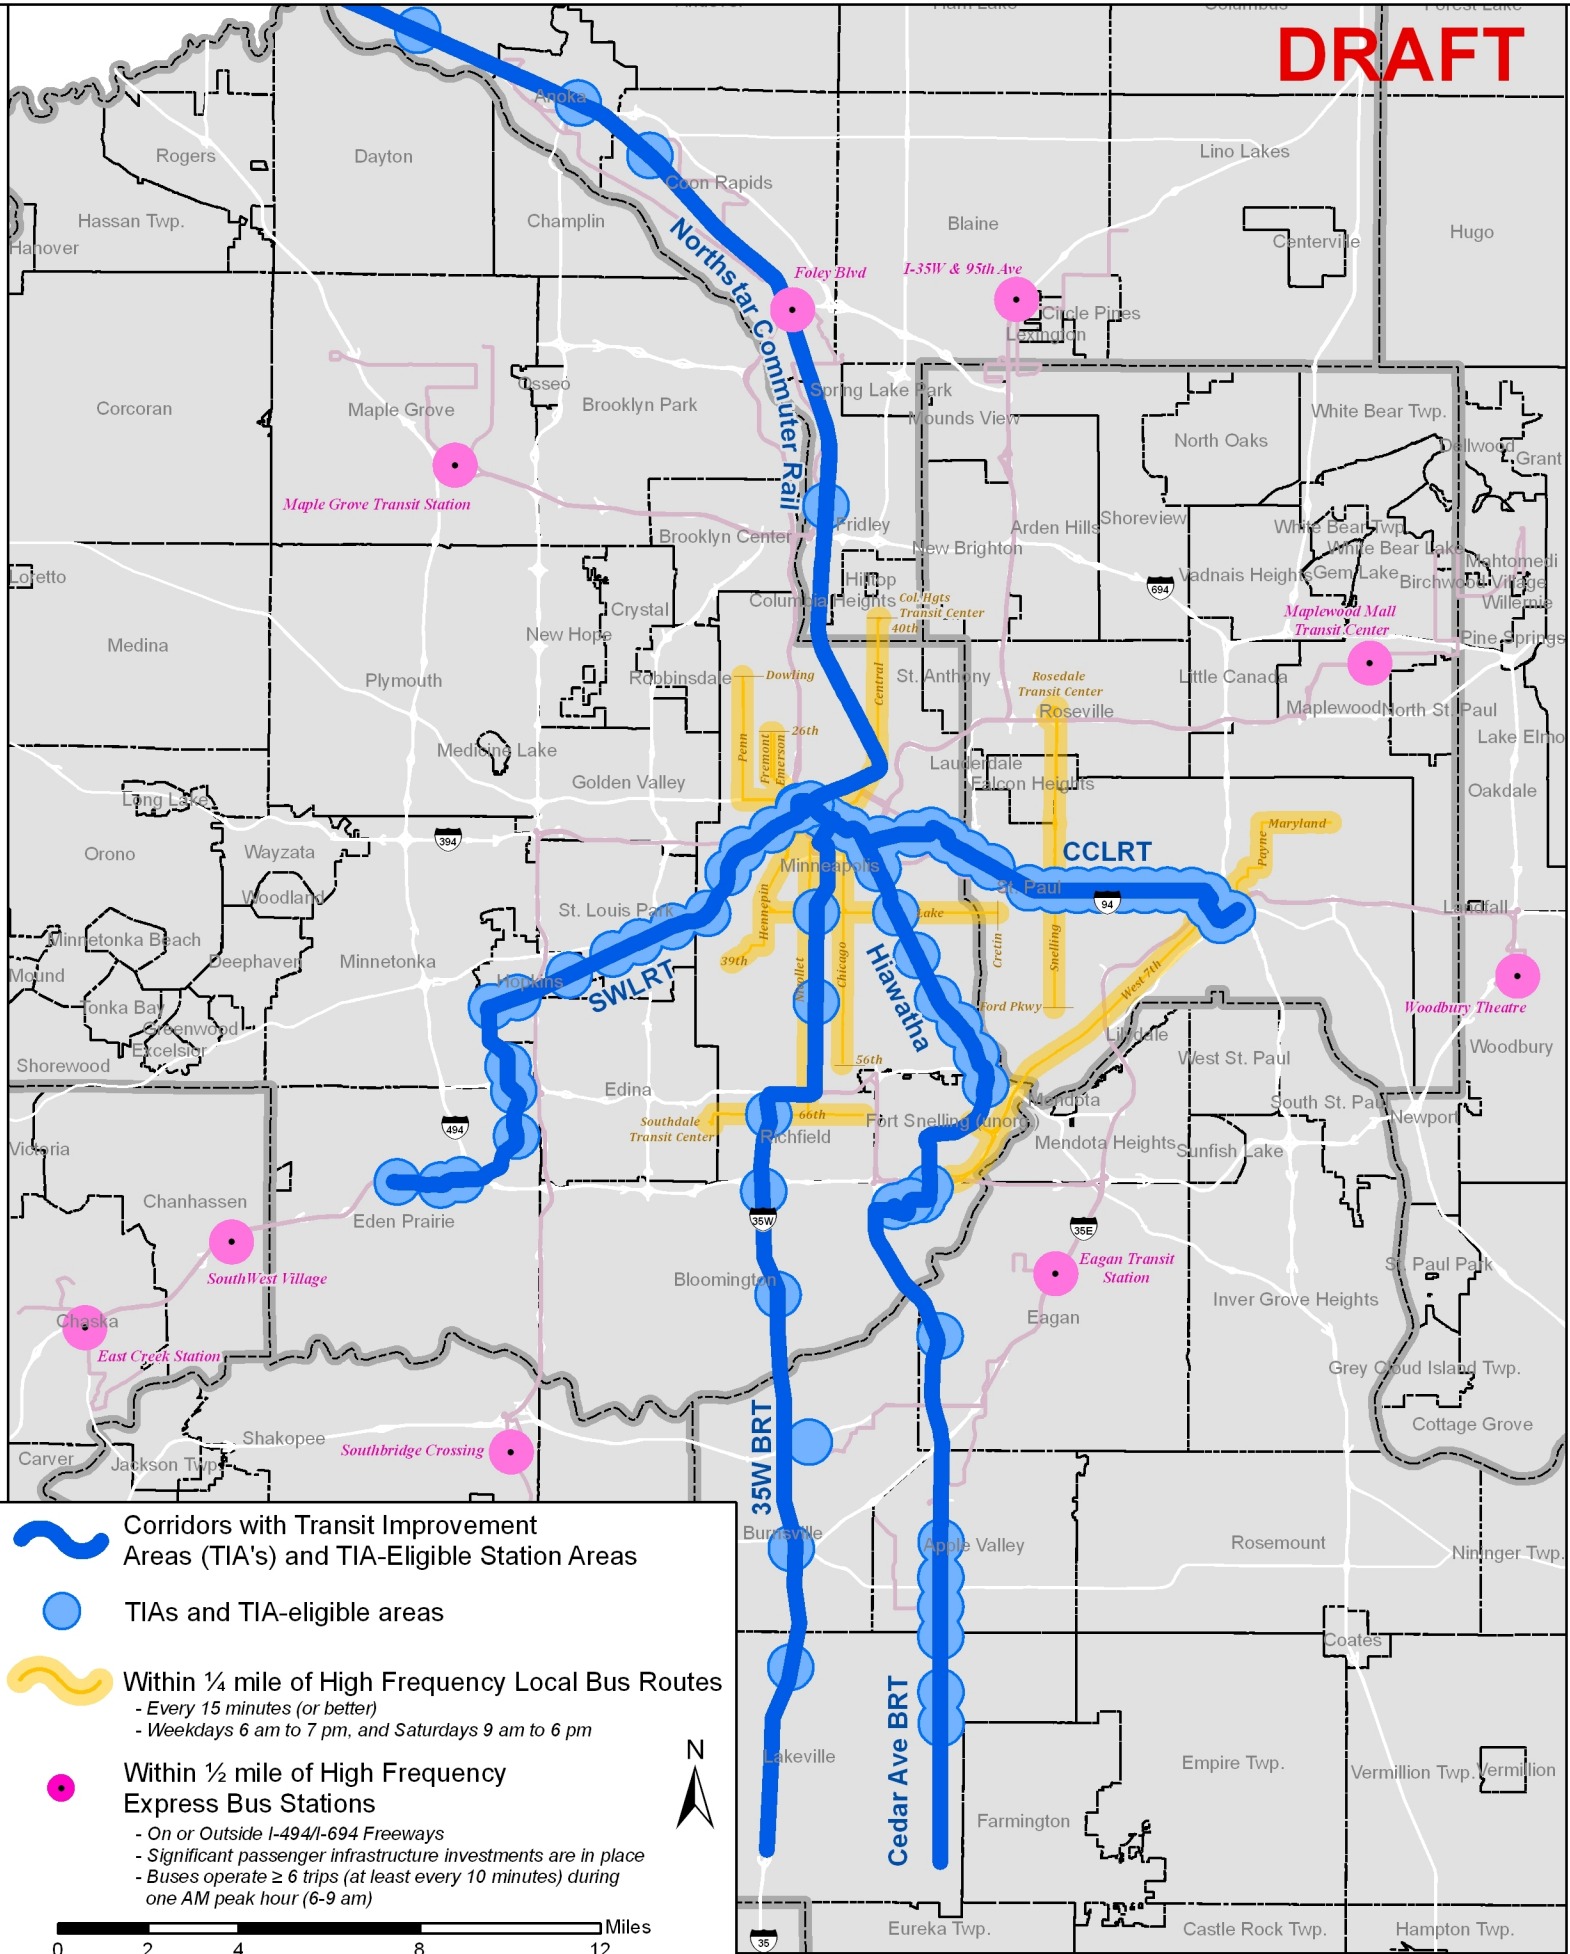 DRAFT
Andover
Ham Lake
Columbus
Forest Lake
Anoka
Rogers
Dayton
Lino Lakes
Coon Rapids
Hassan Twp.
Champlin
Blaine
Centerville
Hugo
Hanover
Northstar Commuter Rail
Foley Blvd
I-35W & 95th Ave
Circle Pines
Lexington
Osseo
Spring Lake Park
Corcoran
Maple Grove
Brooklyn Park
Mounds View
White Bear Twp.
North Oaks
Dellwood
Grant
Maple Grove Transit Station
Fridley
Shoreview
Arden Hills
White Bear Twp.
Brooklyn Center
New Brighton
White Bear Lake
Mahtomedi
Loretto
Hilltop
694
Vadnais Heights
Gem Lake
Birchwood Village
Columbia Heights
Col. Hgts
Transit Center
40th
Willernie
Crystal
Maplewood Mall
Transit Center
New Hope
Pine Springs
Medina
Robbinsdale
Dowling
Central
St. Anthony
Rosedale
Transit Center
Little Canada
Plymouth
Roseville
Maplewood
North St. Paul
26th
Penn
Fremont
Emerson
Lake Elmo
Medicine Lake
Lauderdale
Golden Valley
Falcon Heights
Oakdale
Long Lake
Maryland
394
Payne
Orono
Wayzata
CCLRT
Minneapolis
St. Paul
Woodland
94
St. Louis Park
Hennepin
Lake
Landfall
Minnetonka Beach
Cretin
Snelling
Mound
Deephaven
Minnetonka
39th
Nicollet
Chicago
Hiawatha
West 7th
Hopkins
SWLRT
Tonka Bay
Ford Pkwy
Woodbury Theatre
Greenwood
Lilydale
Excelsior
56th
Woodbury
Shorewood
West St. Paul
Edina
Mendota
South St. Paul
Newport
494
Southdale
Transit Center
66th
Fort Snelling (unorg.)
Richfield
Mendota Heights
Sunfish Lake
Victoria
Chanhassen
Eden Prairie
35W
35E
Eagan Transit
Station
SouthWest Village
Bloomington
St. Paul Park
Inver Grove Heights
Chaska
Eagan
East Creek Station
Grey Cloud Island Twp.
Cottage Grove
35W BRT
Shakopee
Southbridge Crossing
Carver
Jackson Twp.
Burnsville
Apple Valley
Rosemount
Nininger Twp.
Coates
Cedar Ave BRT
Lakeville
Empire Twp.
Vermillion Twp.
Vermillion
Farmington
Eureka Twp.
Castle Rock Twp.
Hampton Twp.
35
Corridors with Transit Improvement
Areas (TIA's) and TIA-Eligible Station Areas
TIAs and TIA-eligible areas
Within ¼ mile of High Frequency Local Bus Routes
- Every 15 minutes (or better)
- Weekdays 6 am to 7 pm, and Saturdays 9 am to 6 pm
Within ½ mile of High Frequency
Express Bus Stations
- On or Outside I-494/I-694 Freeways
- Significant passenger infrastructure investments are in place
- Buses operate ≥ 6 trips (at least every 10 minutes) during
one AM peak hour (6-9 am)
N
Miles
0 2 4 8 12